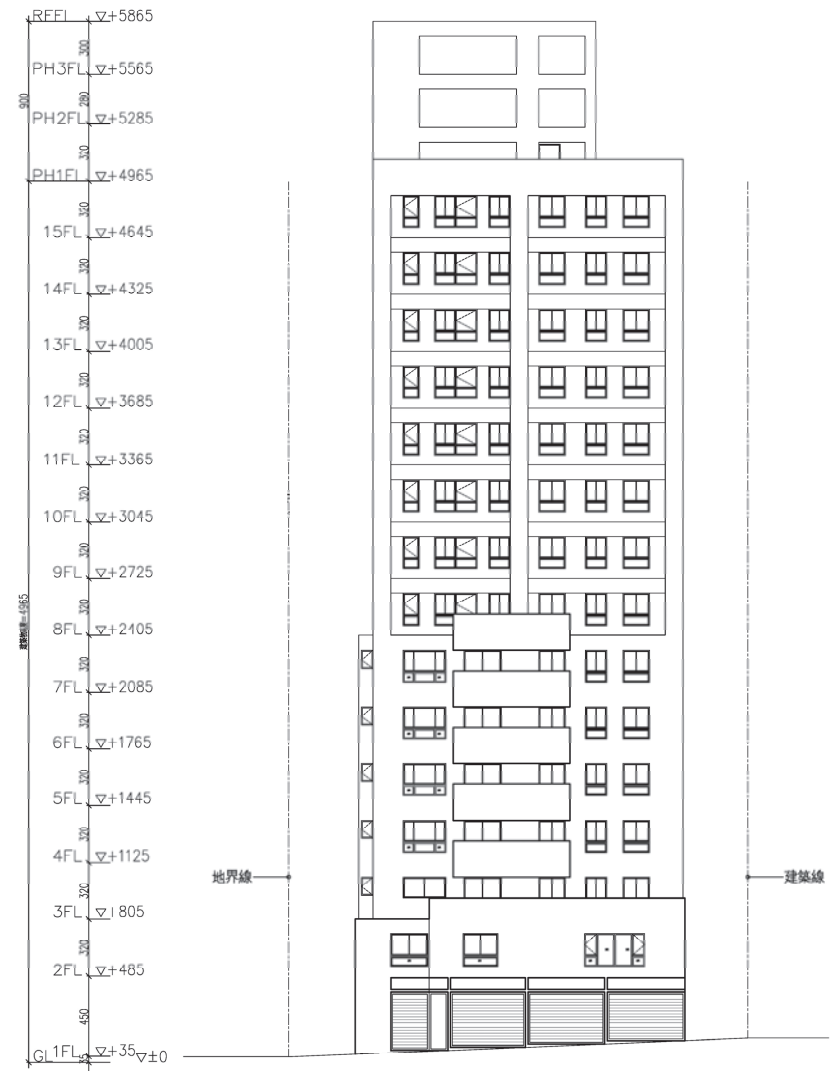 RFFL ▽+5865
300
PH3FL ▽+5565
280
900
PH2FL ▽+5285
320
PH1FL ▽+4965
320
15FL ▽+4645
320
14FL ▽+4325
320
13FL ▽+4005
320
12FL ▽+3685
320
11FL ▽+3365
320
10FL ▽+3045
320
9FL ▽+2725
=4965
320
8FL ▽+2405
320
7FL ▽+2085
320
6FL ▽+1765
320
5FL ▽+1445
320
4FL ▽+1125
地界線
建築線
320
3FL ▽+805
320
2FL ▽+485
450
1FL ▽+35
GL 35 ▽±0